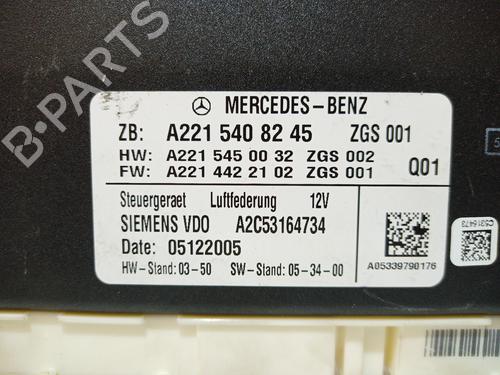 MERCEDES-BENZ
ZB: A221 540 82 45 ZGS 001
HW: A221 545 00 32 ZGS 002
FW: A221 442 21 02 ZGS 001 Q01
Steuergeraet Luftfederung 12V
SIEMENS VDO A2C53164734
Date: 05122005
HW-Stand: 03-50 SW-Stand: 05-34-00
C5316473
A05339790176
5
B-PARTS